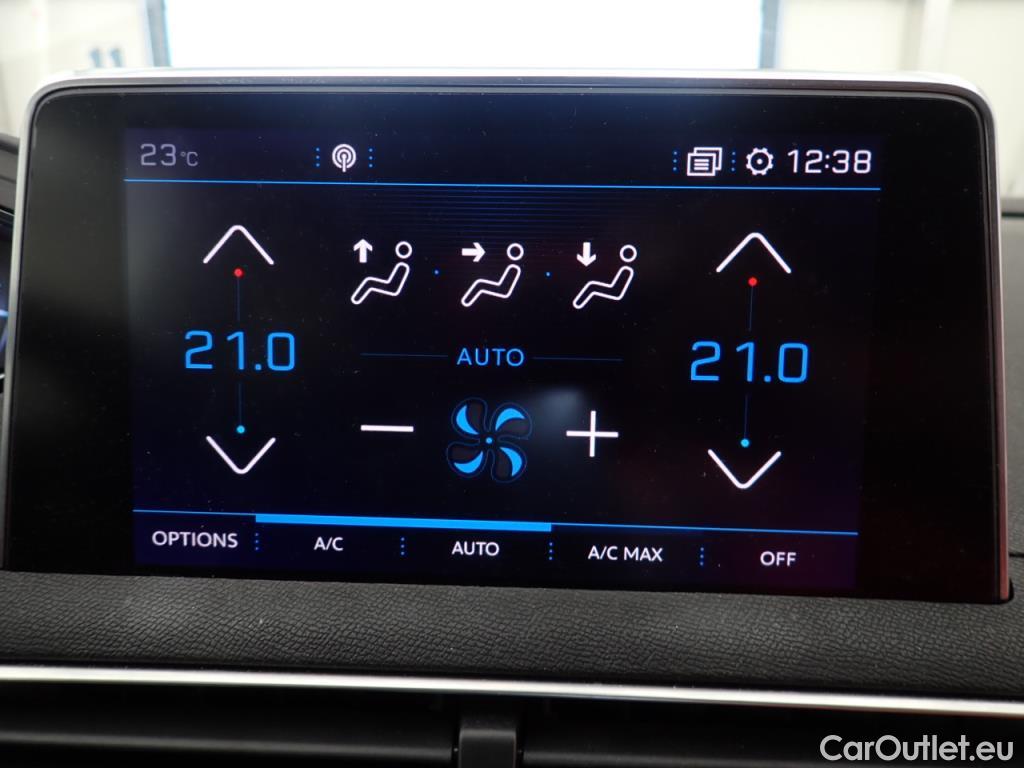 23°C 12:38
21.0 21.0
AUTO
OPTIONS A/C AUTO A/C MAX OFF
CarOutlet.eu